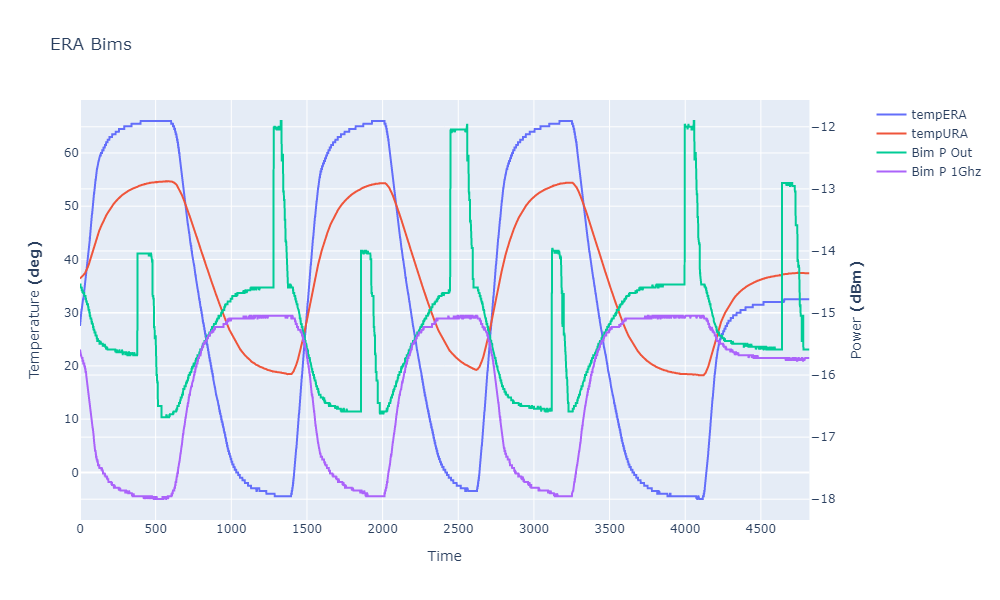 ERA Bims
tempERA
tempURA
Bim P Out
Bim P 1Ghz
60
50
40
30
20
10
0
−12
−13
−14
−15
−16
−17
−18
0 500 1000 1500 2000 2500 3000 3500 4000 4500
Time
Temperature (deg)
Power (dBm)